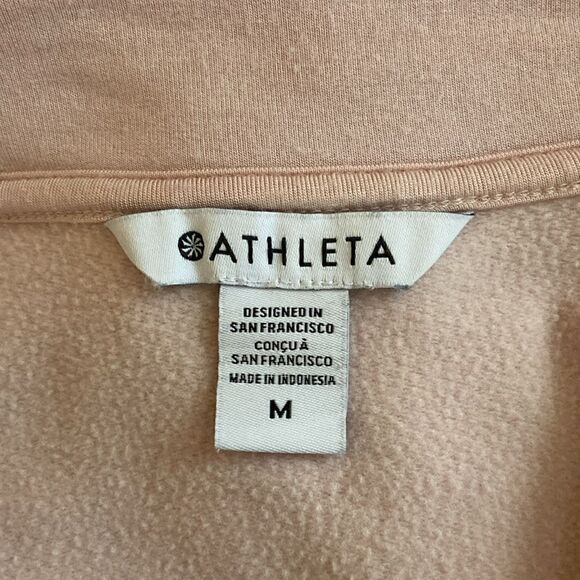 ATHLETA
DESIGNED IN
SAN FRANCISCO
CONÇU À
SAN FRANCISCO
MADE IN INDONESIA
M